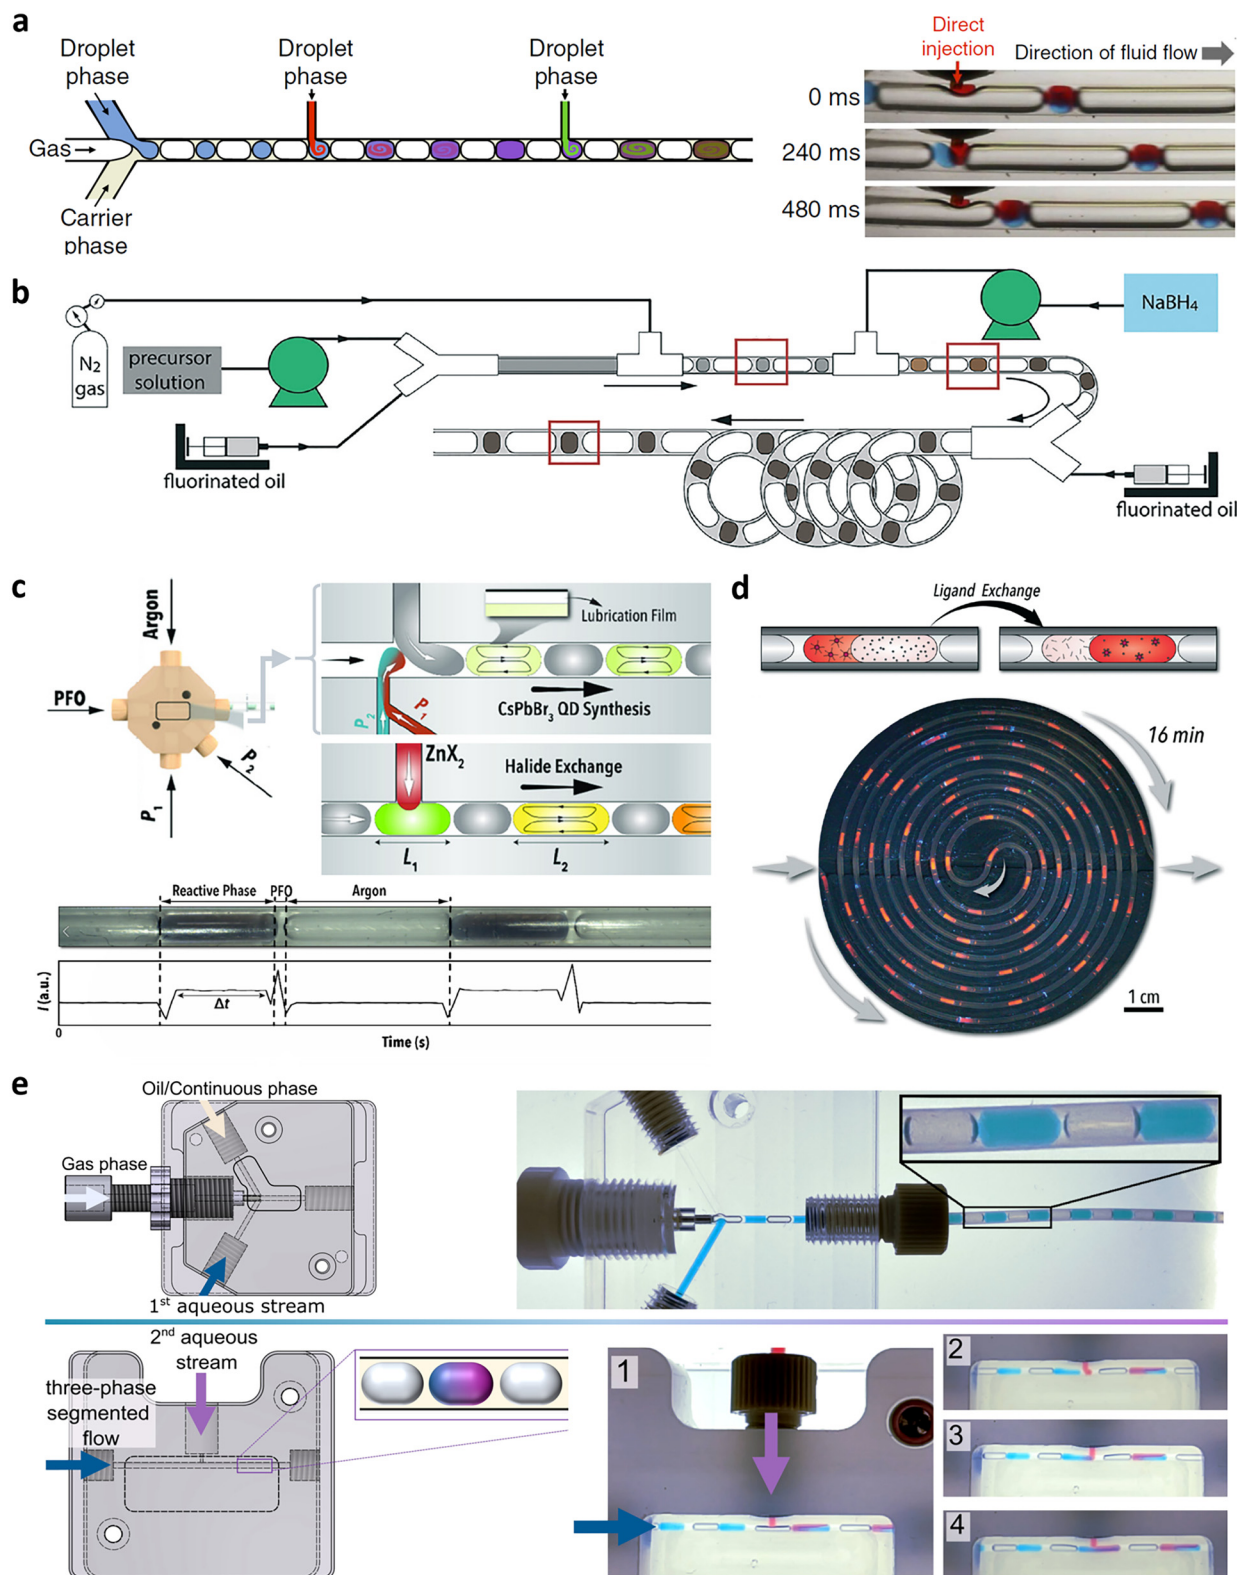 a
Droplet
phase
Droplet
phase
Droplet
phase
Gas
Carrier
phase
Direct
injection
Direction of fluid flow
0 ms
240 ms
480 ms
b
N2
gas
precursor
solution
fluorinated oil
NaBH₄
fluorinated oil
c
Argon
PFO
P₂
P₁
Lubrication Film
P₂
P₁
CsPbBr₃ QD Synthesis
ZnX₂
Halide Exchange
L₁
L₂
Reactive Phase
PFO
Argon
I (a.u.)
Δt
0
Time (s)
d
Ligand Exchange
16 min
1 cm
e
Oil/Continuous phase
Gas phase
1st aqueous stream
2nd aqueous
stream
three-phase
segmented
flow
1
2
3
4